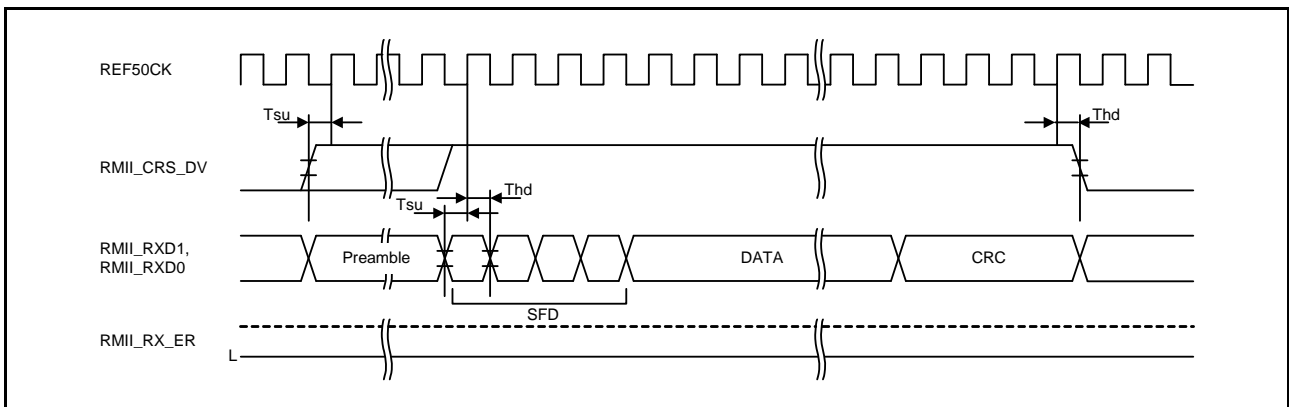 REF50CK
Tsu
Thd
RMII_CRS_DV
Tsu
Thd
RMII_RXD1,
RMII_RXD0
Preamble
DATA
CRC
SFD
RMII_RX_ER
L